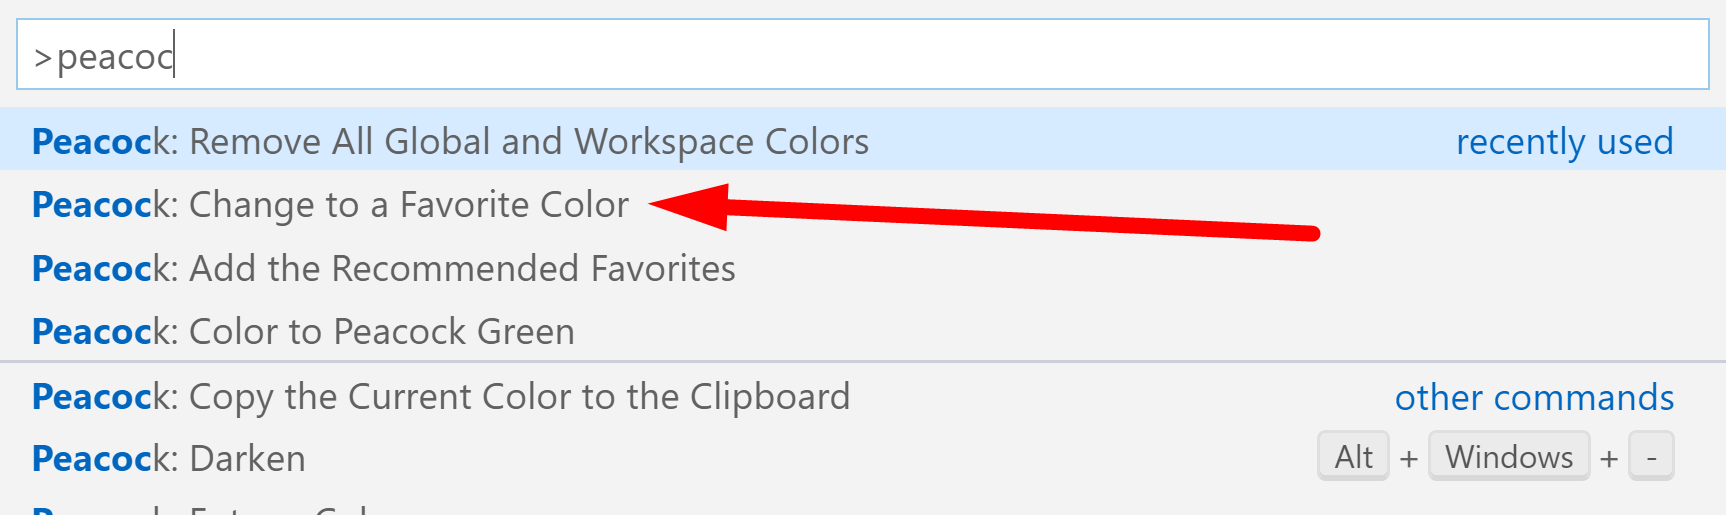 >peacoc
Peacock: Remove All Global and Workspace Colors recently used
Peacock: Change to a Favorite Color
Peacock: Add the Recommended Favorites
Peacock: Color to Peacock Green
Peacock: Copy the Current Color to the Clipboard other commands
Peacock: Darken Alt + Windows + -